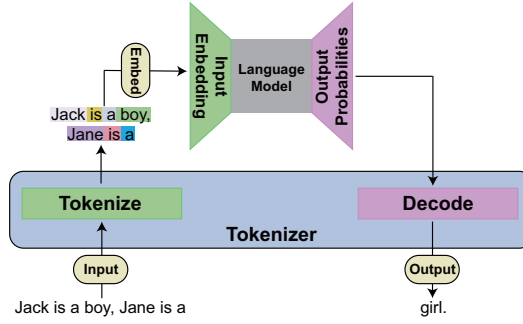 Embed
Input
Embedding
Language
Model
Output
Probabilities
Jack is a boy,
Jane is a
Tokenize
Decode
Tokenizer
Input
Output
Jack is a boy, Jane is a
girl.